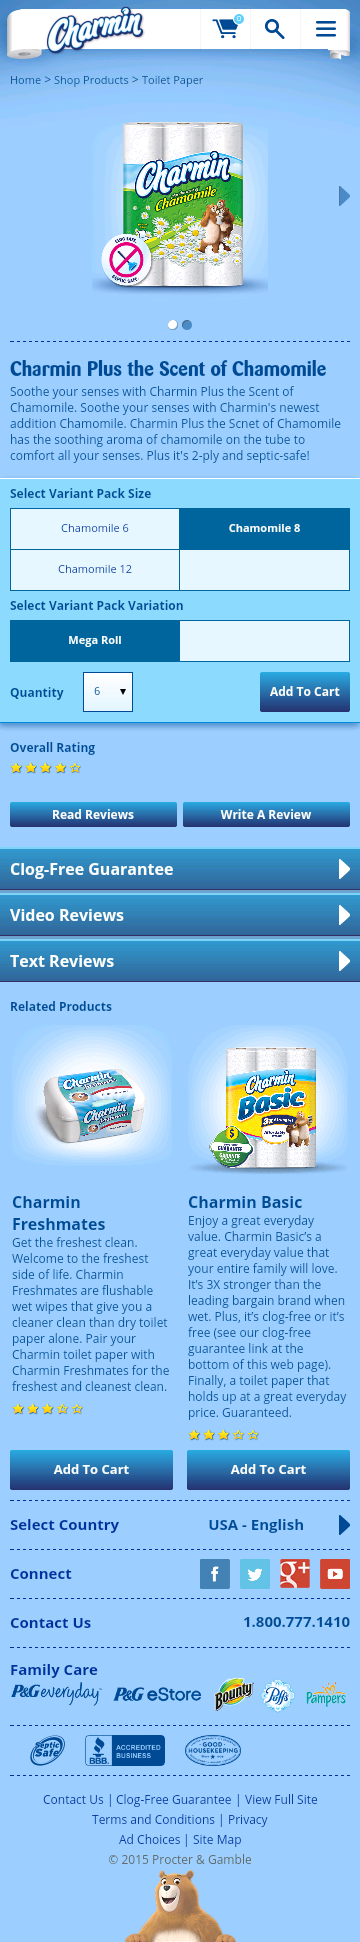 Charmin
0
Home > Shop Products > Toilet Paper
Charmin
Chamomile
CLOG SAFE
SEPTIC SAFE
Charmin Plus the Scent of Chamomile
Soothe your senses with Charmin Plus the Scent of
Chamomile. Soothe your senses with Charmin's newest
addition Chamomile. Charmin Plus the Scnet of Chamomile
has the soothing aroma of chamomile on the tube to
comfort all your senses. Plus it's 2-ply and septic-safe!
Select Variant Pack Size
Chamomile 6 Chamomile 8
Chamomile 12
Select Variant Pack Variation
Mega Roll
Quantity 6 Add To Cart
Overall Rating
Read Reviews Write A Review
Clog-Free Guarantee
Video Reviews
Text Reviews
Related Products
Charmin
Charmin
Charmin
Basic
Charmin
Freshmates
Get the freshest clean.
Welcome to the freshest
side of life. Charmin
Freshmates are flushable
wet wipes that give you a
cleaner clean than dry toilet
paper alone. Pair your
Charmin toilet paper with
Charmin Freshmates for the
freshest and cleanest clean.
Charmin Basic
Enjoy a great everyday
value. Charmin Basic's a
great everyday value that
your entire family will love.
It's 3X stronger than the
leading bargain brand when
wet. Plus, it's clog-free or it's
free (see our clog-free
guarantee link at the
bottom of this web page).
Finally, a toilet paper that
holds up at a great everyday
price. Guaranteed.
Add To Cart Add To Cart
Select Country USA - English
Connect
Contact Us 1.800.777.1410
Family Care
P&G everyday P&G eStore Bounty Puffs Pampers
Septic Safe BBB ACCREDITED BUSINESS GOOD HOUSEKEEPING
Contact Us | Clog-Free Guarantee | View Full Site
Terms and Conditions | Privacy
Ad Choices | Site Map
© 2015 Procter & Gamble